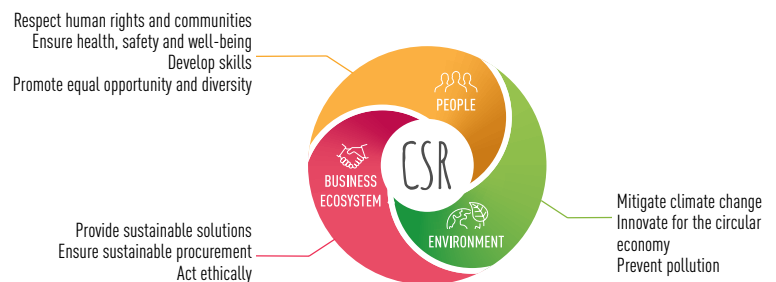 Respect human rights and communities
Ensure health, safety and well-being
Develop skills
Promote equal opportunity and diversity
PEOPLE
CSR
BUSINESS
ECOSYSTEM
ENVIRONMENT
Provide sustainable solutions
Ensure sustainable procurement
Act ethically
Mitigate climate change
Innovate for the circular
economy
Prevent pollution